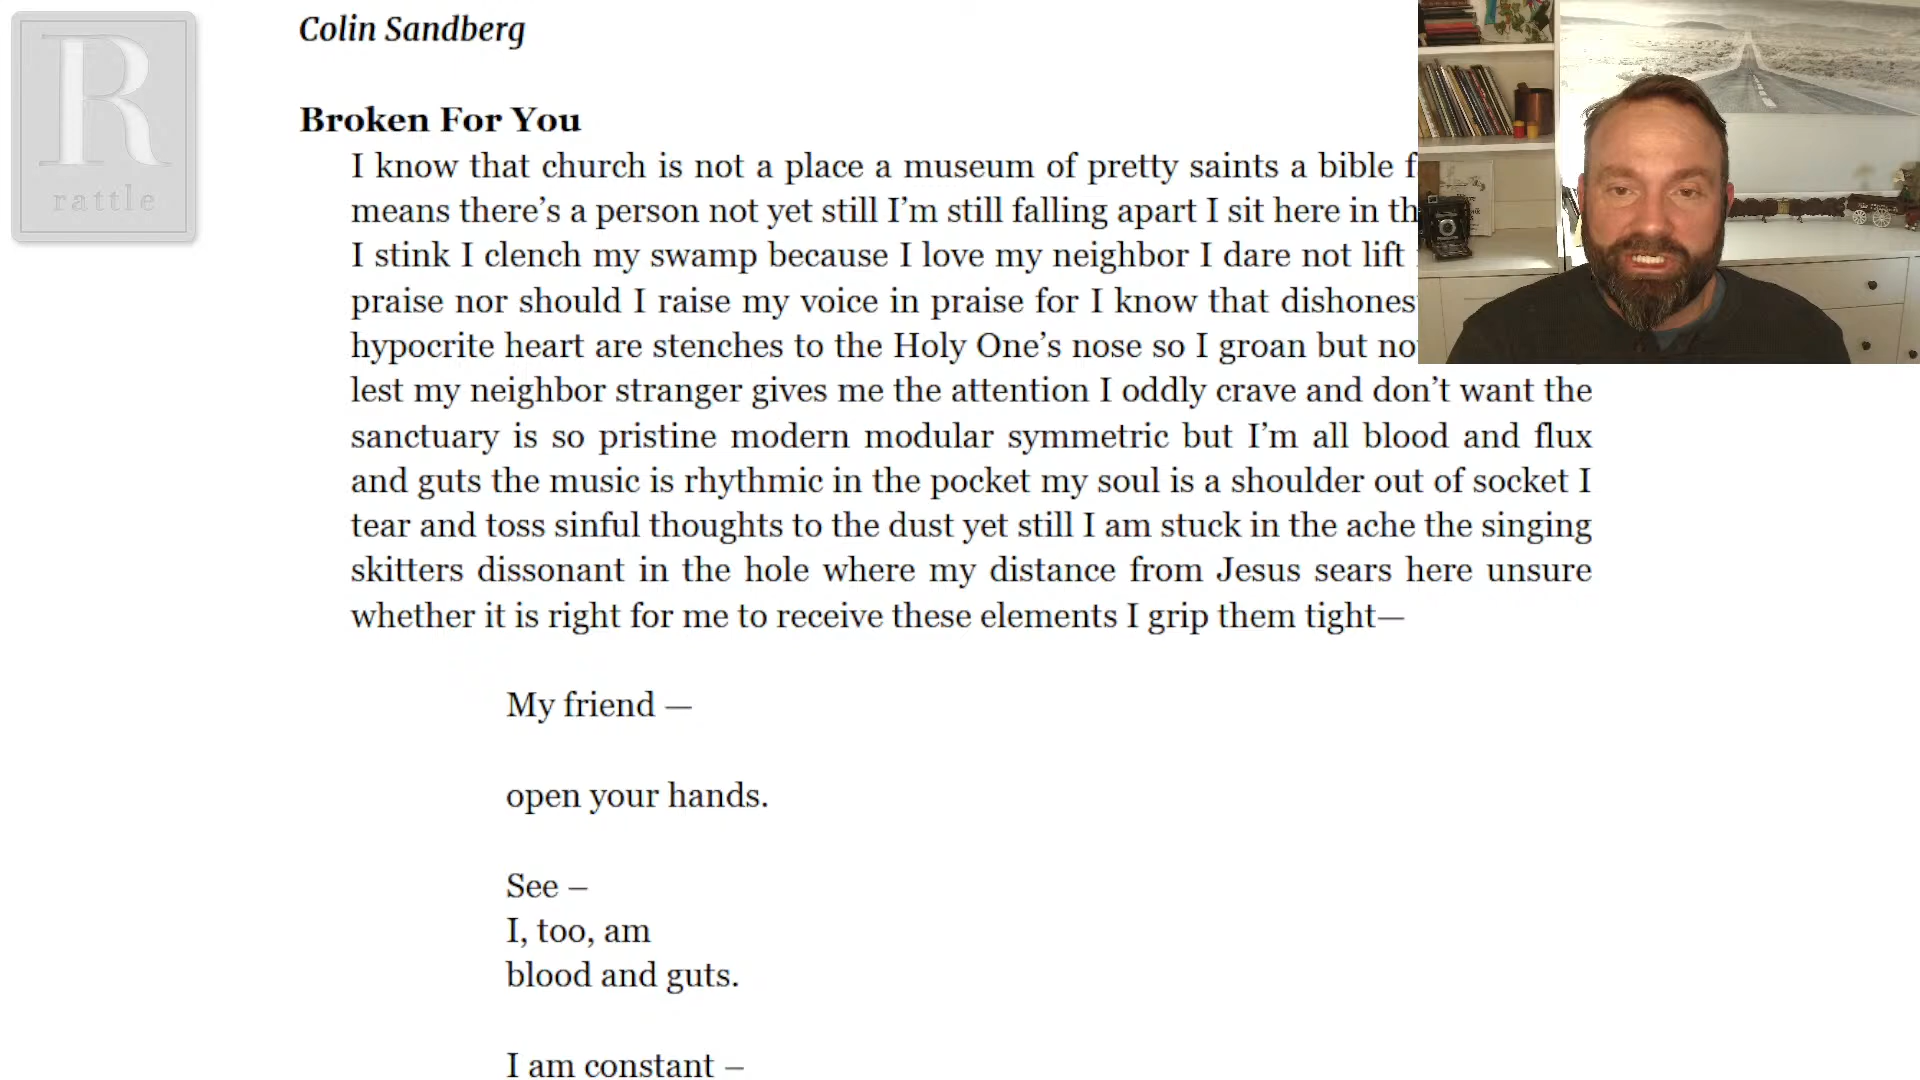 R
rattle
Colin Sandberg
Broken For You
I know that church is not a place a museum of pretty saints a bible
means there’s a person not yet still I’m still falling apart I sit here in
I stink I clench my swamp because I love my neighbor I dare not lift
praise nor should I raise my voice in praise for I know that
hypocrite heart are stenches to the Holy One’s nose so I groan but
lest my neighbor stranger gives me the attention I oddly crave and don’t want the
sanctuary is so pristine modern modular symmetric but I’m all blood and flux
and guts the music is rhythmic in the pocket my soul is a shoulder out of socket I
tear and toss sinful thoughts to the dust yet still I am stuck in the ache the singing
skitters dissonant in the hole where my distance from Jesus sears here unsure
whether it is right for me to receive these elements I grip them tight—
My friend —
open your hands.
See –
I, too, am
blood and guts.
I am constant –